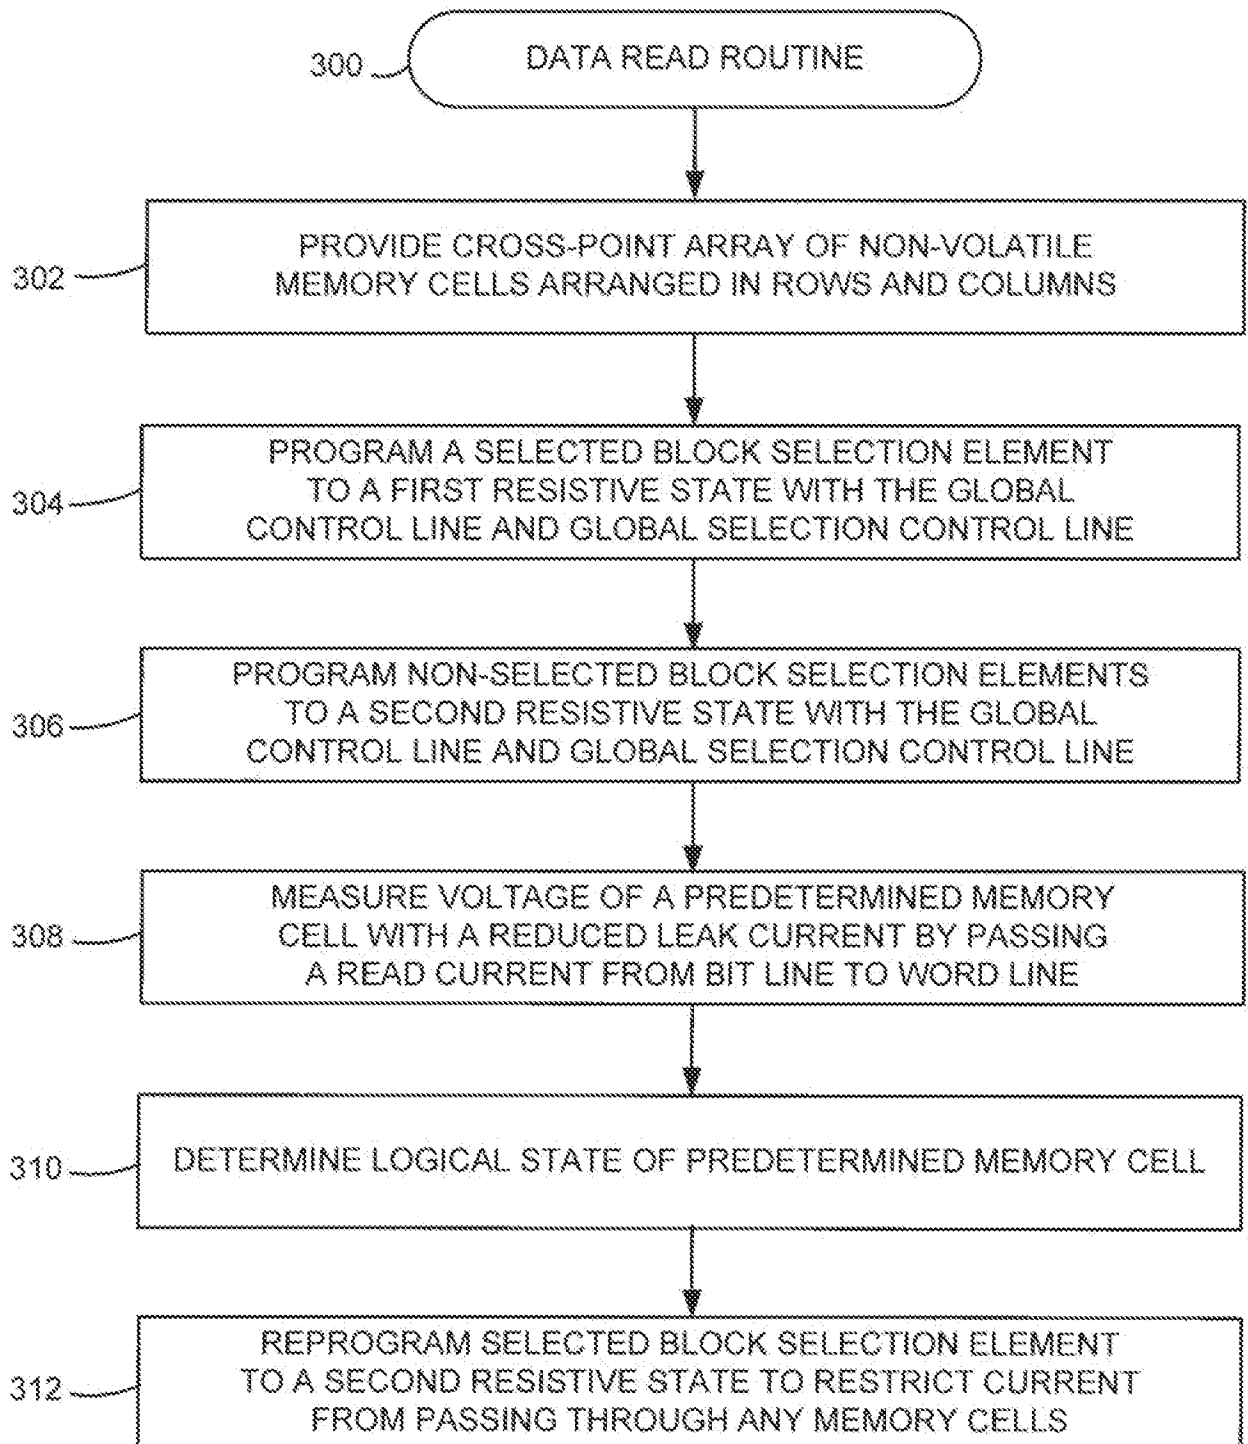 300
DATA READ ROUTINE
302
PROVIDE CROSS-POINT ARRAY OF NON-VOLATILE
MEMORY CELLS ARRANGED IN ROWS AND COLUMNS
304
PROGRAM A SELECTED BLOCK SELECTION ELEMENT
TO A FIRST RESISTIVE STATE WITH THE GLOBAL
CONTROL LINE AND GLOBAL SELECTION CONTROL LINE
306
PROGRAM NON-SELECTED BLOCK SELECTION ELEMENTS
TO A SECOND RESISTIVE STATE WITH THE GLOBAL
CONTROL LINE AND GLOBAL SELECTION CONTROL LINE
308
MEASURE VOLTAGE OF A PREDETERMINED MEMORY
CELL WITH A REDUCED LEAK CURRENT BY PASSING
A READ CURRENT FROM BIT LINE TO WORD LINE
310
DETERMINE LOGICAL STATE OF PREDETERMINED MEMORY CELL
312
REPROGRAM SELECTED BLOCK SELECTION ELEMENT
TO A SECOND RESISTIVE STATE TO RESTRICT CURRENT
FROM PASSING THROUGH ANY MEMORY CELLS